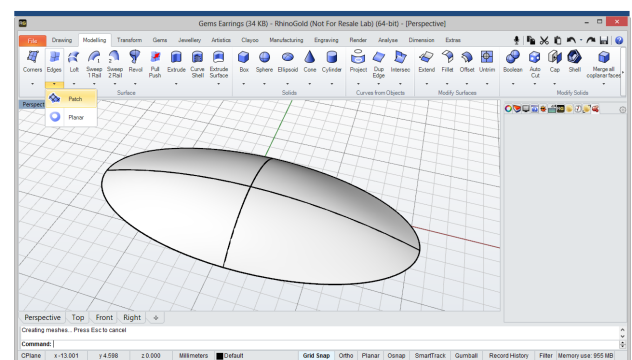 Gems Earrings (34 KB) - RhinoGold (Not For Resale Lab) (64-bit) - [Perspective]
File Drawing Modelling Transform Gems Jewellery Artistics Clayoo Manufacturing Engraving Render Analyse Dimension Extras
Corners Edges Loft Sweep 1 Rail Sweep 2 Rail Revol Pull Push Extrude Curve Shell Extrude Surface Box Sphere Ellipsoid Cone Cylinder Project Dup Edge Intersec Extend Fillet Offset Untrim Boolean Auto Cut Cap Shell Merge all coplanar faces
Surface Solids Curves from Objects Modify Surfaces Modify Solids
Patch
Planar
Perspective Top Front Right
Creating meshes... Press Esc to cancel
Command:
CPlane x -13.001 y 4.598 z 0.000 Millimeters Default Grid Snap Ortho Planar Osnap SmartTrack Gumball Record History Filter Memory use: 955 MB